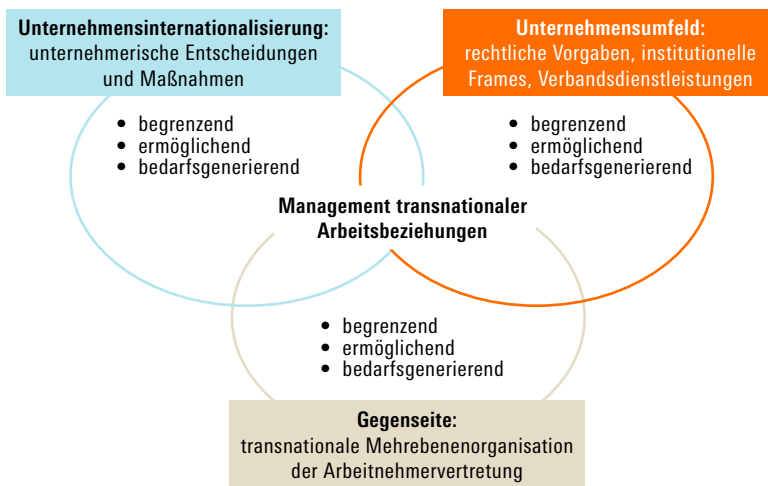 Unternehmensinternationalisierung:
unternehmerische Entscheidungen
und Maßnahmen
Unternehmensumfeld:
rechtliche Vorgaben, institutionelle
Frames, Verbandsdienstleistungen
• begrenzend
• ermöglichend
• bedarfsgenerierend
• begrenzend
• ermöglichend
• bedarfsgenerierend
Management transnationaler
Arbeitsbeziehungen
• begrenzend
• ermöglichend
• bedarfsgenerierend
Gegenseite:
transnationale Mehrebenenorganisation
der Arbeitnehmervertretung